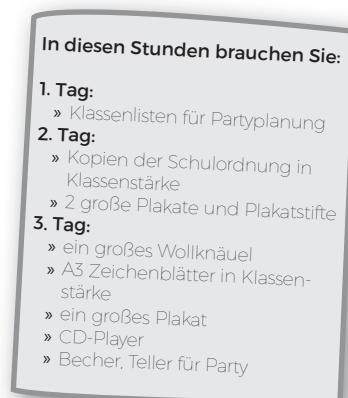 In diesen Stunden brauchen Sie:
1. Tag:
» Klassenlisten für Partyplanung
2. Tag:
» Kopien der Schulordnung in
Klassenstärke
» 2 große Plakate und Plakatstifte
3. Tag:
» ein großes Wollknäuel
» A3 Zeichenblätter in Klassen-
stärke
» ein großes Plakat
» CD-Player
» Becher, Teller für Party